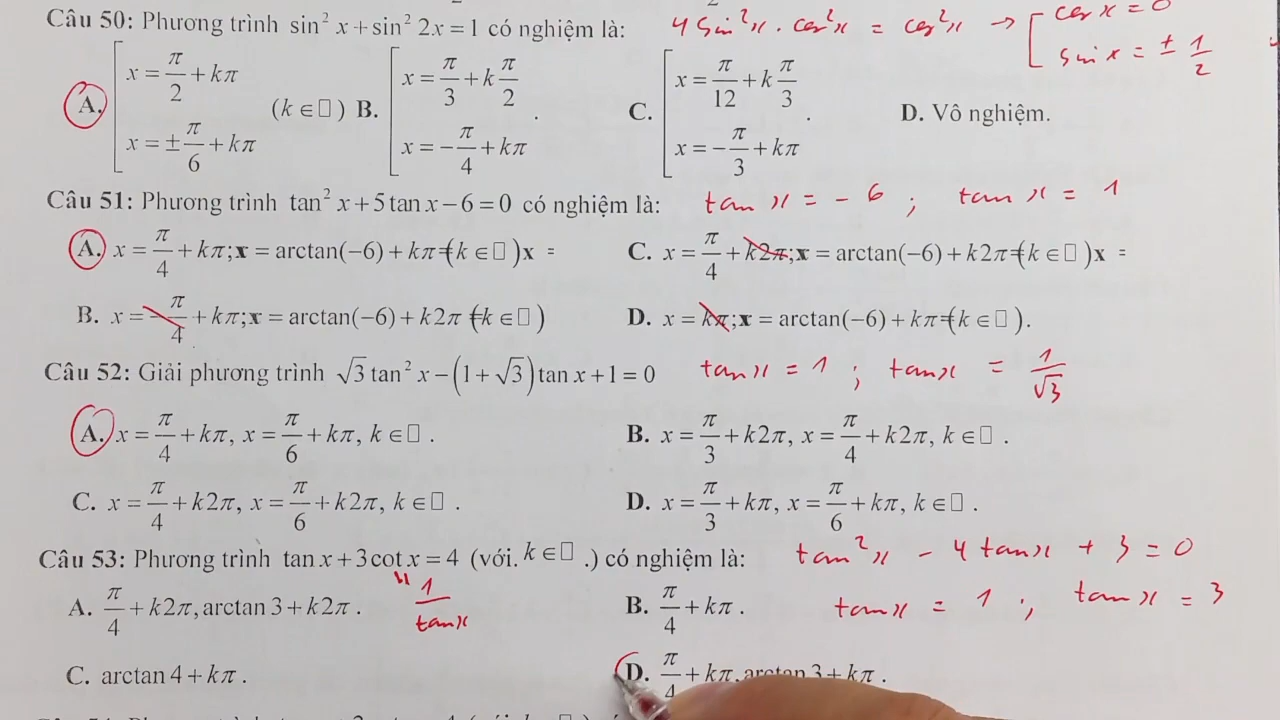 Câu 50: Phương trình sin² x + sin² 2x = 1 có nghiệm là: 4 sin²x . cos²x = cos²x → [ cos x = 0
sin x = ± 1/2
A. [ x = π/2 + kπ
x = ± π/6 + kπ (k ∈ □)
B. [ x = π/3 + k π/2
x = −π/4 + kπ .
C. [ x = π/12 + k π/3
x = −π/3 + kπ .
D. Vô nghiệm.
Câu 51: Phương trình tan² x + 5 tan x − 6 = 0 có nghiệm là: tan x = − 6 ; tan x = 1
A. x = π/4 + kπ; x = arctan(−6) + kπ = (k ∈ □) x = C. x = π/4 + k2π; x = arctan(−6) + k2π = (k ∈ □) x =
B. x = −π/4 + kπ; x = arctan(−6) + k2π = (k ∈ □) D. x = kπ; x = arctan(−6) + kπ = (k ∈ □).
Câu 52: Giải phương trình √3 tan² x − (1 + √3) tan x + 1 = 0 tan x = 1 ; tan x = 1/√3
A. x = π/4 + kπ, x = π/6 + kπ, k ∈ □ . B. x = π/3 + k2π, x = π/4 + k2π, k ∈ □ .
C. x = π/4 + k2π, x = π/6 + k2π, k ∈ □ . D. x = π/3 + kπ, x = π/6 + kπ, k ∈ □ .
Câu 53: Phương trình tan x + 3 cot x = 4 (với. k ∈ □ .) có nghiệm là: tan²x − 4 tan x + 3 = 0
A. π/4 + k2π, arctan 3 + k2π . " 1/tan x B. π/4 + kπ . tan x = 1 ; tan x = 3
C. arctan 4 + kπ . D. π/4 + kπ, arctan 3 + kπ .